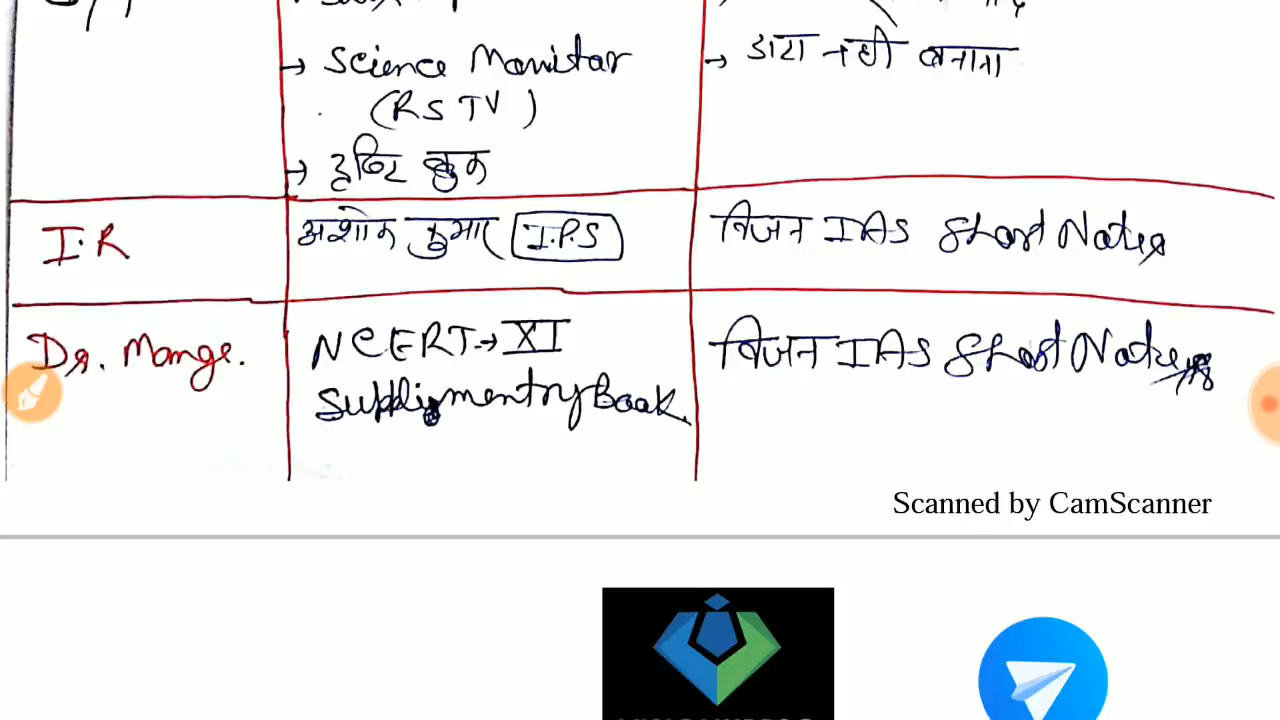 → Science Monitar
(RS TV)
→ डाटा नही बनाना
I.R
अशोक कुमार I.P.S
विजन IAS Short Notes
Ds. Mange.
NCERT → XI
Supplimentry Book
विजन IAS Short Notes
Scanned by CamScanner